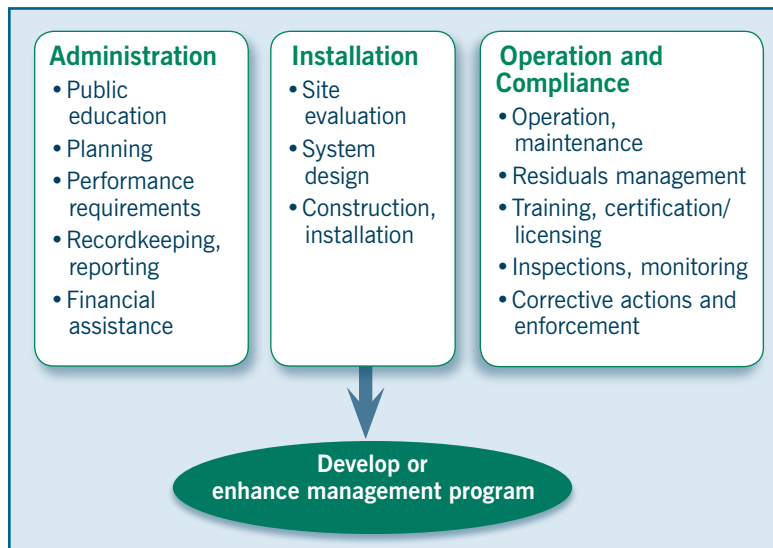 Administration
• Public
education
• Planning
• Performance
requirements
• Recordkeeping,
reporting
• Financial
assistance
Installation
• Site
evaluation
• System
design
• Construction,
installation
Operation and
Compliance
• Operation,
maintenance
• Residuals management
• Training, certification/
licensing
• Inspections, monitoring
• Corrective actions and
enforcement
Develop or
enhance management program